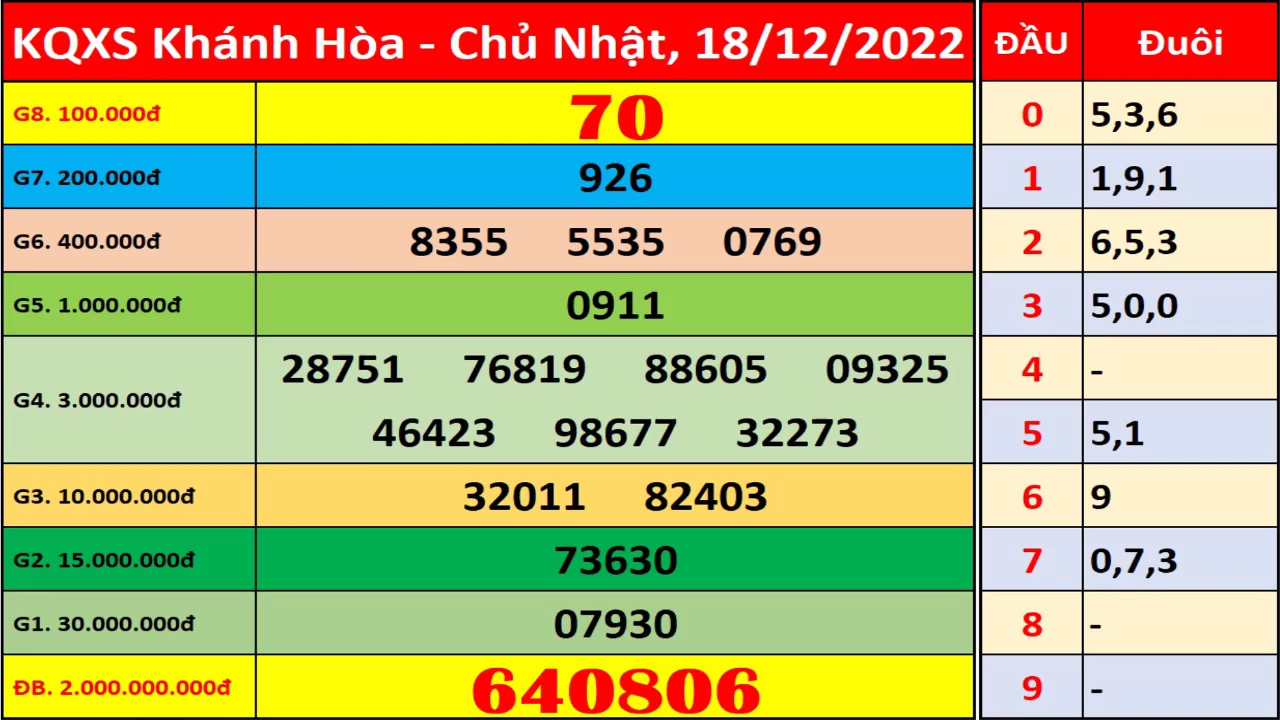 KQXS Khánh Hòa - Chủ Nhật, 18/12/2022
G8. 100.000đ 70
G7. 200.000đ 926
G6. 400.000đ 8355 5535 0769
G5. 1.000.000đ 0911
G4. 3.000.000đ 28751 76819 88605 09325
46423 98677 32273
G3. 10.000.000đ 32011 82403
G2. 15.000.000đ 73630
G1. 30.000.000đ 07930
ĐB. 2.000.000.000đ 640806
ĐẦU Đuôi
0 5,3,6
1 1,9,1
2 6,5,3
3 5,0,0
4 -
5 5,1
6 9
7 0,7,3
8 -
9 -